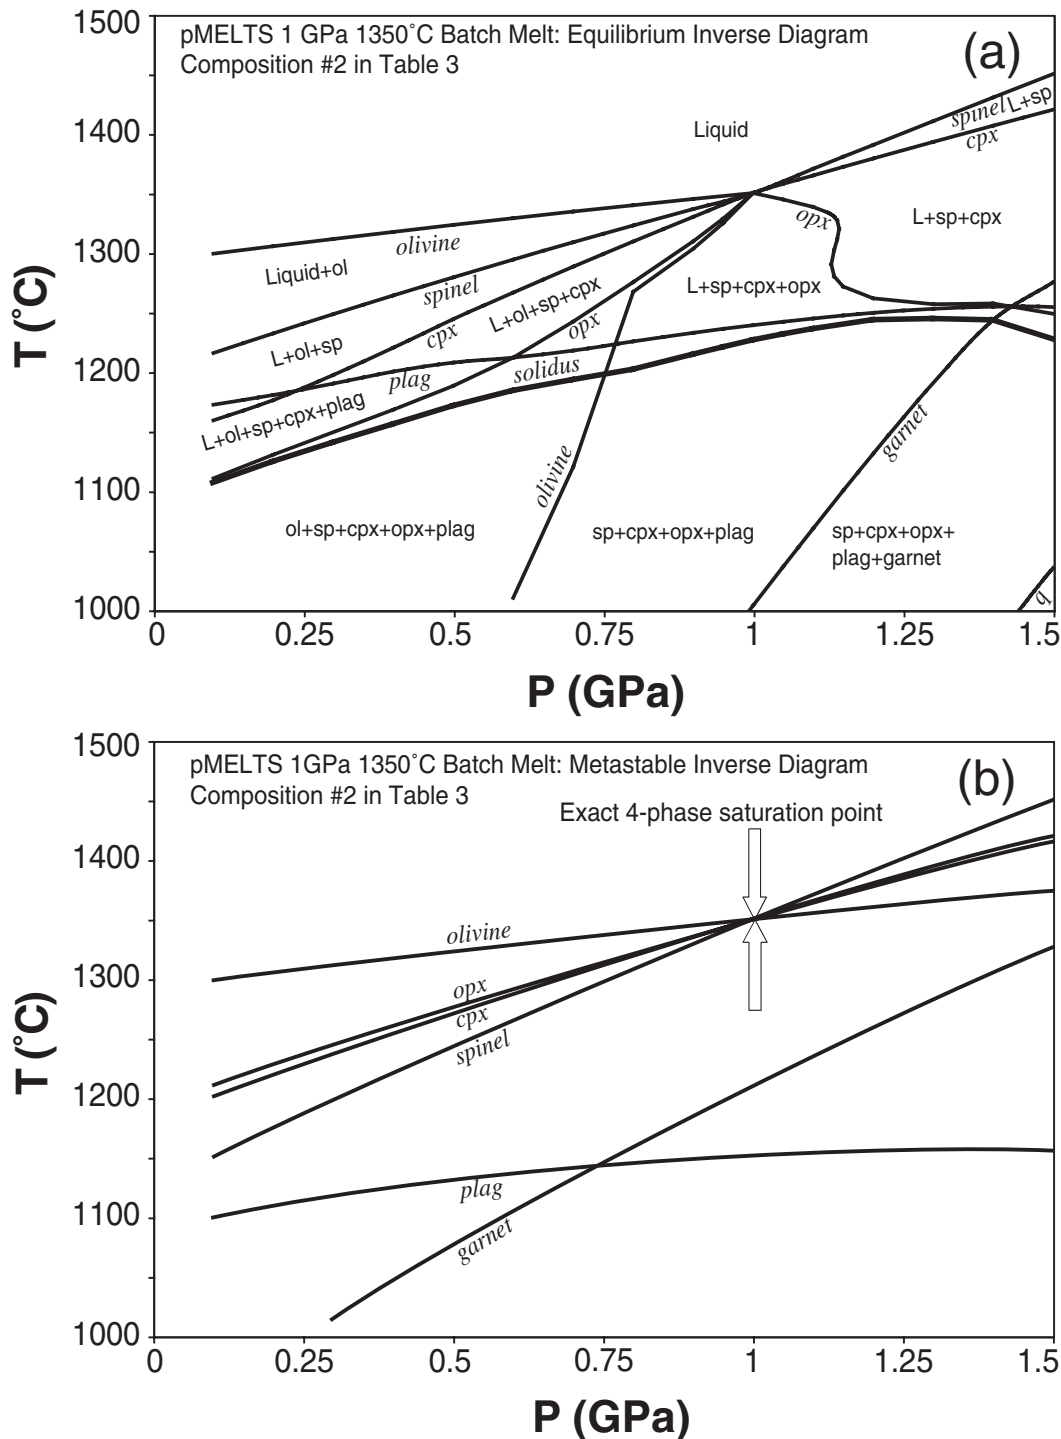 pMELTS 1 GPa 1350˚C Batch Melt: Equilibrium Inverse Diagram
Composition #2 in Table 3
(a)
1500
1400
1300
1200
1100
1000
T (˚C)
Liquid
spinel
L+sp
cpx
olivine
Liquid+ol
spinel
L+ol+sp
cpx
L+ol+sp+cpx
opx
opx
L+sp+cpx
L+sp+cpx+opx
plag
solidus
L+ol+sp+cpx+plag
olivine
garnet
ol+sp+cpx+opx+plag
sp+cpx+opx+plag
sp+cpx+opx+
plag+garnet
q
0
0.25
0.5
0.75
1
1.25
1.5
P (GPa)
pMELTS 1GPa 1350˚C Batch Melt: Metastable Inverse Diagram
Composition #2 in Table 3
(b)
Exact 4-phase saturation point
1500
1400
1300
1200
1100
1000
T (˚C)
olivine
opx
cpx
spinel
plag
garnet
0
0.25
0.5
0.75
1
1.25
1.5
P (GPa)